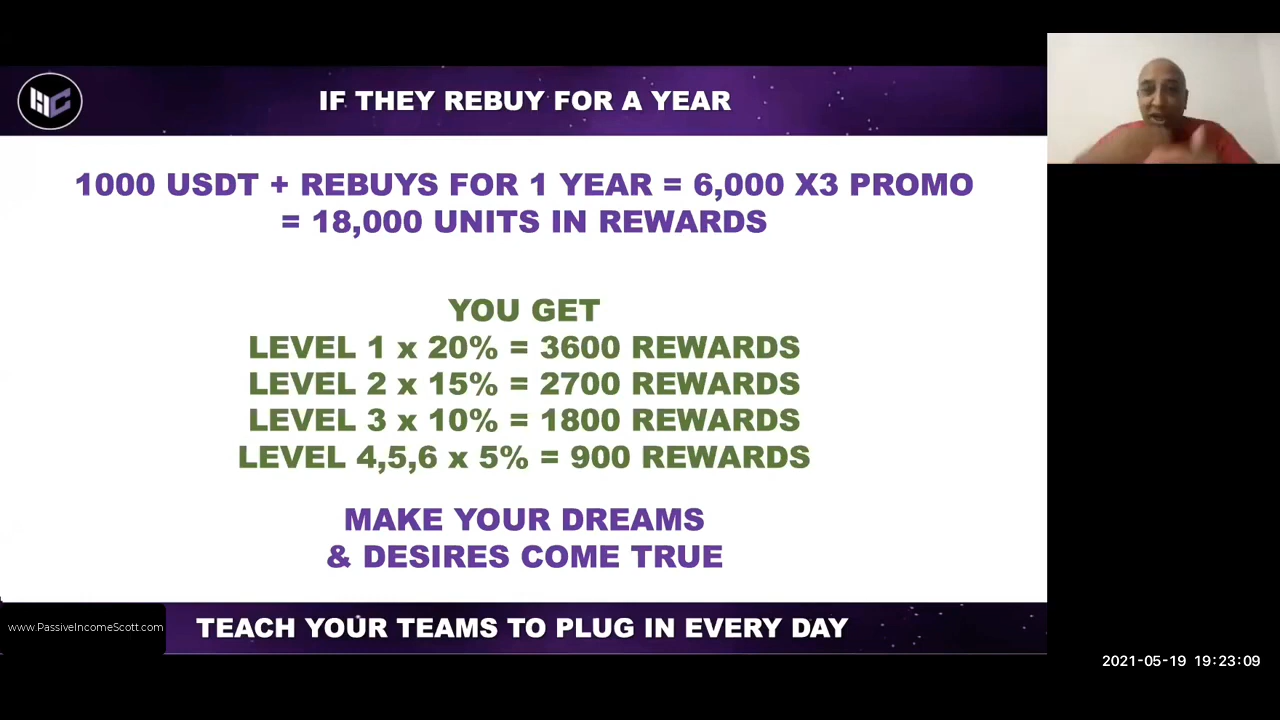 HC
IF THEY REBUY FOR A YEAR
1000 USDT + REBUYS FOR 1 YEAR = 6,000 X3 PROMO
= 18,000 UNITS IN REWARDS
YOU GET
LEVEL 1 x 20% = 3600 REWARDS
LEVEL 2 x 15% = 2700 REWARDS
LEVEL 3 x 10% = 1800 REWARDS
LEVEL 4,5,6 x 5% = 900 REWARDS
MAKE YOUR DREAMS
& DESIRES COME TRUE
www.PassiveIncomeScott.com
TEACH YOUR TEAMS TO PLUG IN EVERY DAY
2021-05-19 19:23:09